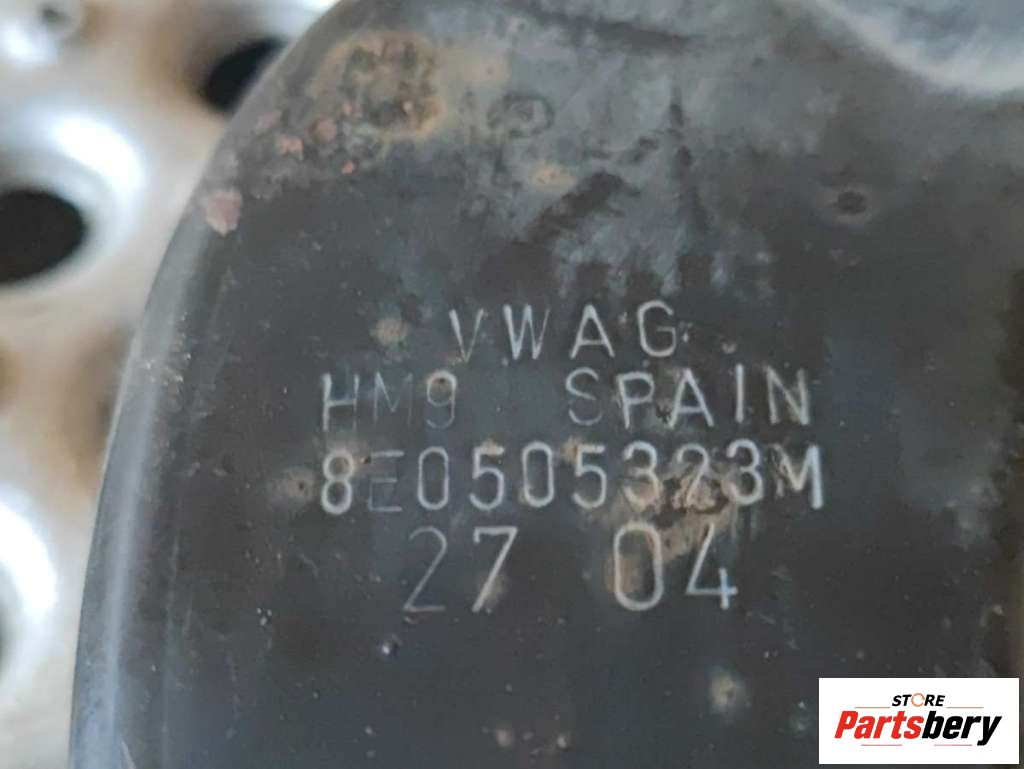 VWAG
HM9 SPAIN
8E0505323M
27 04
STORE
Partsbery